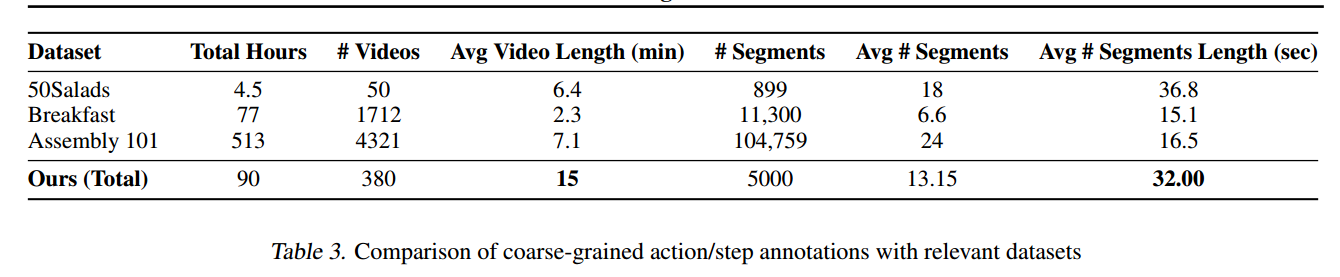 Dataset Total Hours # Videos Avg Video Length (min) # Segments Avg # Segments Avg # Segments Length (sec)
50Salads 4.5 50 6.4 899 18 36.8
Breakfast 77 1712 2.3 11,300 6.6 15.1
Assembly 101 513 4321 7.1 104,759 24 16.5
Ours (Total) 90 380 15 5000 13.15 32.00
Table 3. Comparison of coarse-grained action/step annotations with relevant datasets